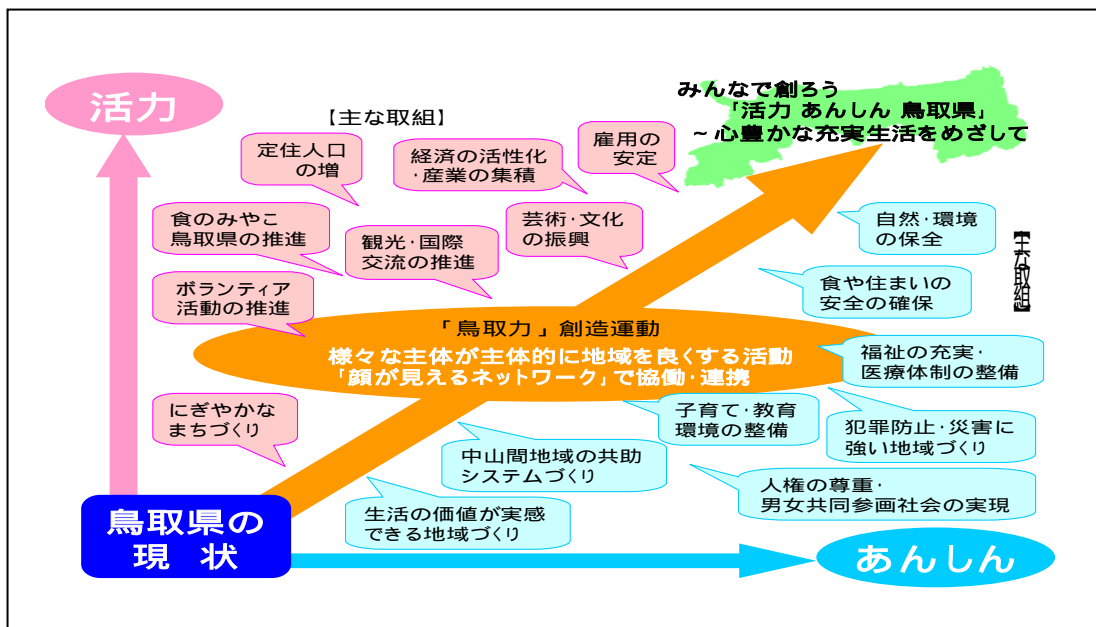 活力
【主な取組】
みんなで創ろう
「活力 あんしん 鳥取県」
~心豊かな充実生活をめざして
定住人口
の増
経済の活性化
・産業の集積
雇用の
安定
食のみやこ
鳥取県の推進
観光・国際
交流の推進
芸術・文化
の振興
ボランティア
活動の推進
にぎやかな
まちづくり
自然・環境
の保全
【主な取組】
食や住まいの
安全の確保
「鳥取力」創造運動
様々な主体が主体的に地域を良くする活動
「顔が見えるネットワーク」で協働・連携
福祉の充実・
医療体制の整備
子育て・教育
環境の整備
犯罪防止・災害に
強い地域づくり
中山間地域の共助
システムづくり
人権の尊重・
男女共同参画社会の実現
生活の価値が実感
できる地域づくり
鳥取県の
現 状
あんしん